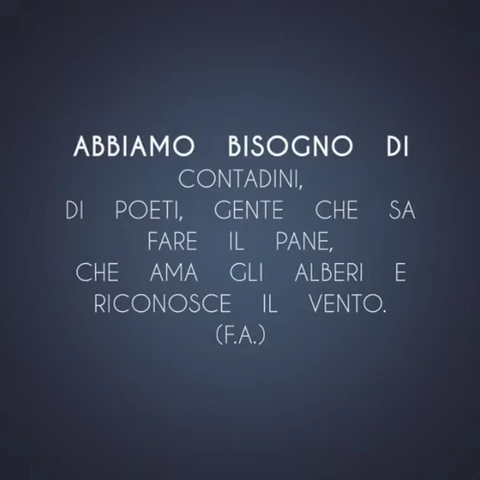 ABBIAMO BISOGNO DI
CONTADINI,
DI POETI, GENTE CHE SA
FARE IL PANE,
CHE AMA GLI ALBERI E
RICONOSCE IL VENTO.
(F.A.)